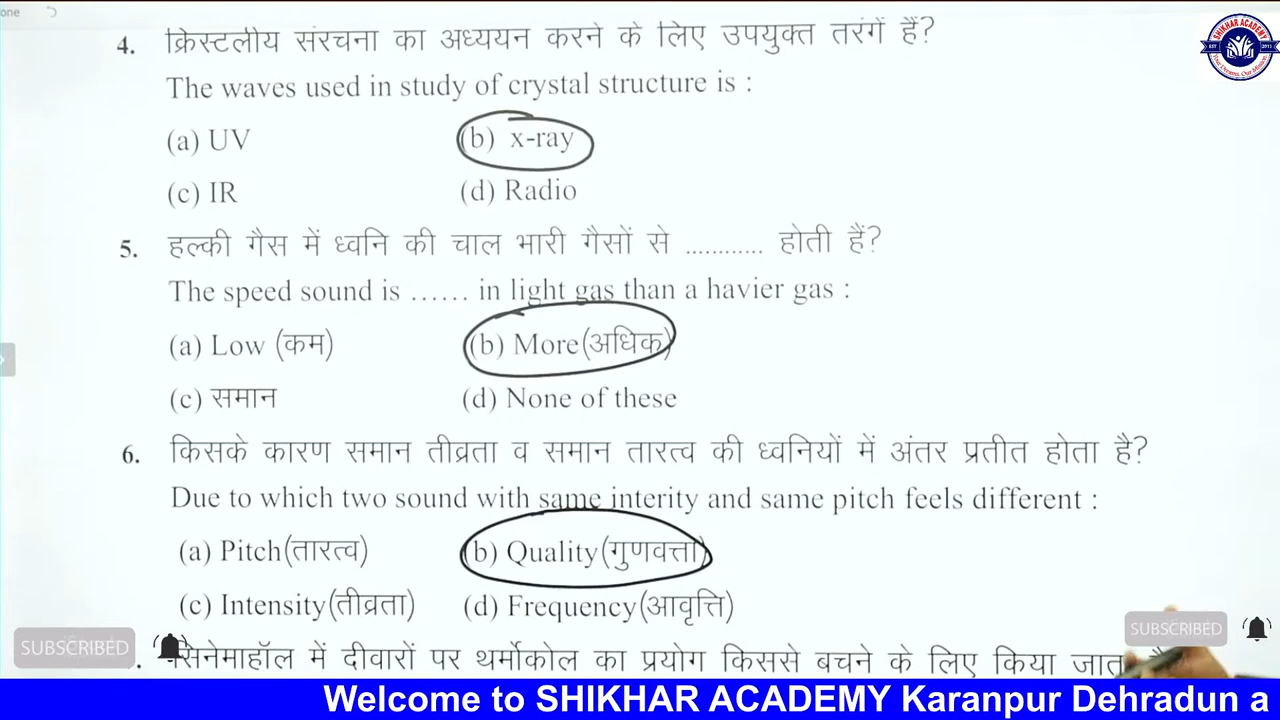 one
SHIKHAR ACADEMY
4. क्रिस्टलीय संरचना का अध्ययन करने के लिए उपयुक्त तरंगें हैं?
The waves used in study of crystal structure is :
(a) UV (b) x-ray
(c) IR (d) Radio
5. हल्की गैस में ध्वनि की चाल भारी गैसों से ............ होती हैं?
The speed sound is ...... in light gas than a havier gas :
(a) Low (कम) (b) More(अधिक)
(c) समान (d) None of these
6. किसके कारण समान तीव्रता व समान तारत्व की ध्वनियों में अंतर प्रतीत होता है?
Due to which two sound with same interity and same pitch feels different :
(a) Pitch(तारत्व) (b) Quality(गुणवत्ता)
(c) Intensity(तीव्रता) (d) Frequency(आवृत्ति)
SUBSCRIBED
SUBSCRIBED
सिनेमाहॉल में दीवारों पर थर्मोकोल का प्रयोग किससे बचने के लिए किया
Welcome to SHIKHAR ACADEMY Karanpur Dehradun a